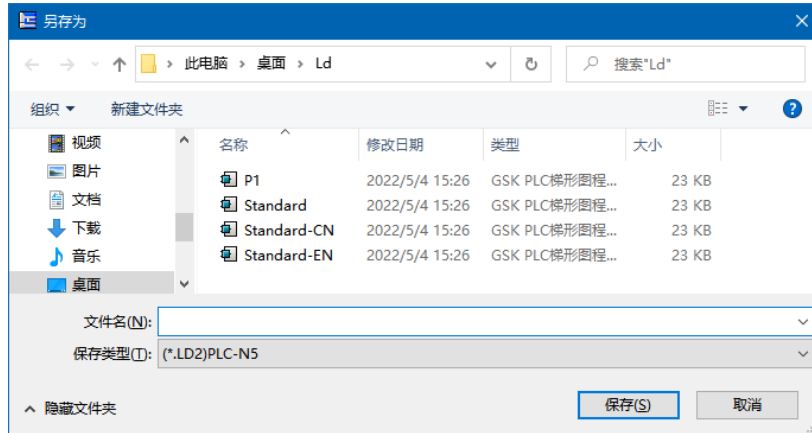 另存为
此电脑 › 桌面 › Ld
搜索"Ld"
组织 新建文件夹
名称 修改日期 类型 大小
视频
图片
文档
下载
音乐
桌面
P1 2022/5/4 15:26 GSK PLC梯形图程... 23 KB
Standard 2022/5/4 15:26 GSK PLC梯形图程... 23 KB
Standard-CN 2022/5/4 15:26 GSK PLC梯形图程... 23 KB
Standard-EN 2022/5/4 15:26 GSK PLC梯形图程... 23 KB
文件名(N):
保存类型(T): (*.LD2)PLC-N5
隐藏文件夹
保存(S) 取消